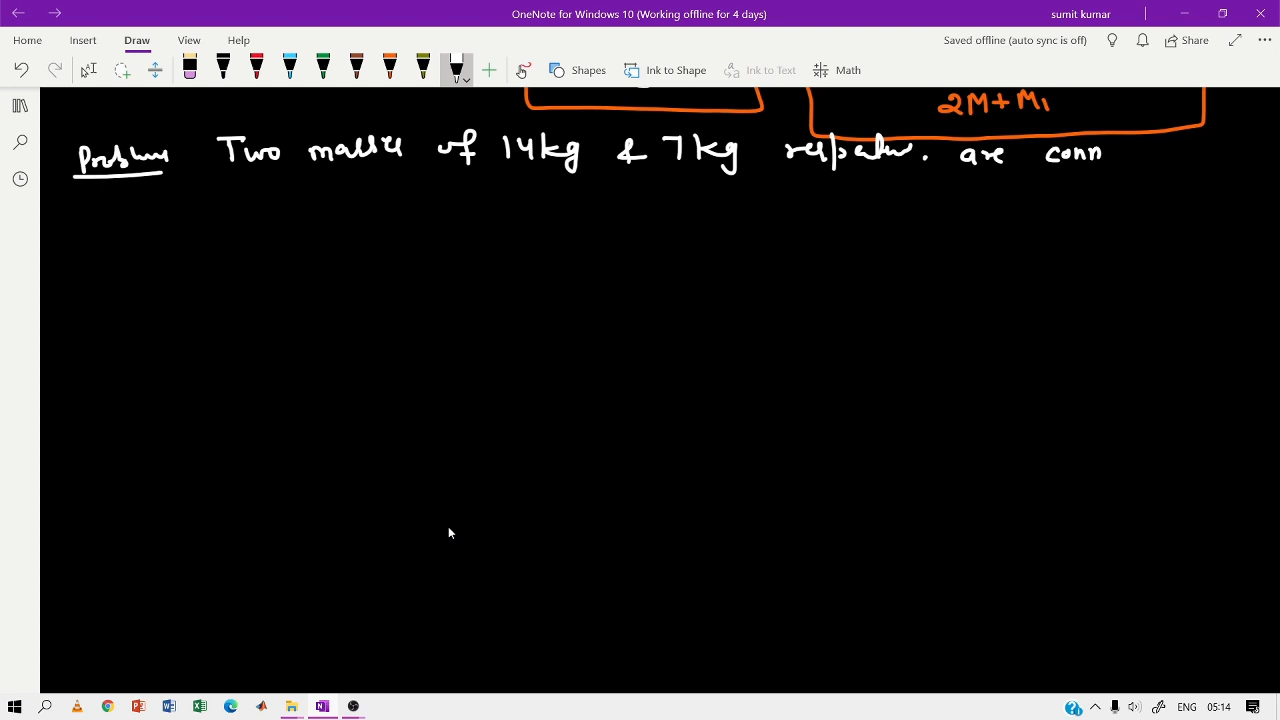 OneNote for Windows 10 (Working offline for 4 days)
sumit kumar
Home Insert Draw View Help
Saved offline (auto sync is off) Share
Shapes Ink to Shape Ink to Text Math
2M+M1
Problem Two masses of 14kg & 7kg are conn
ENG 05:14